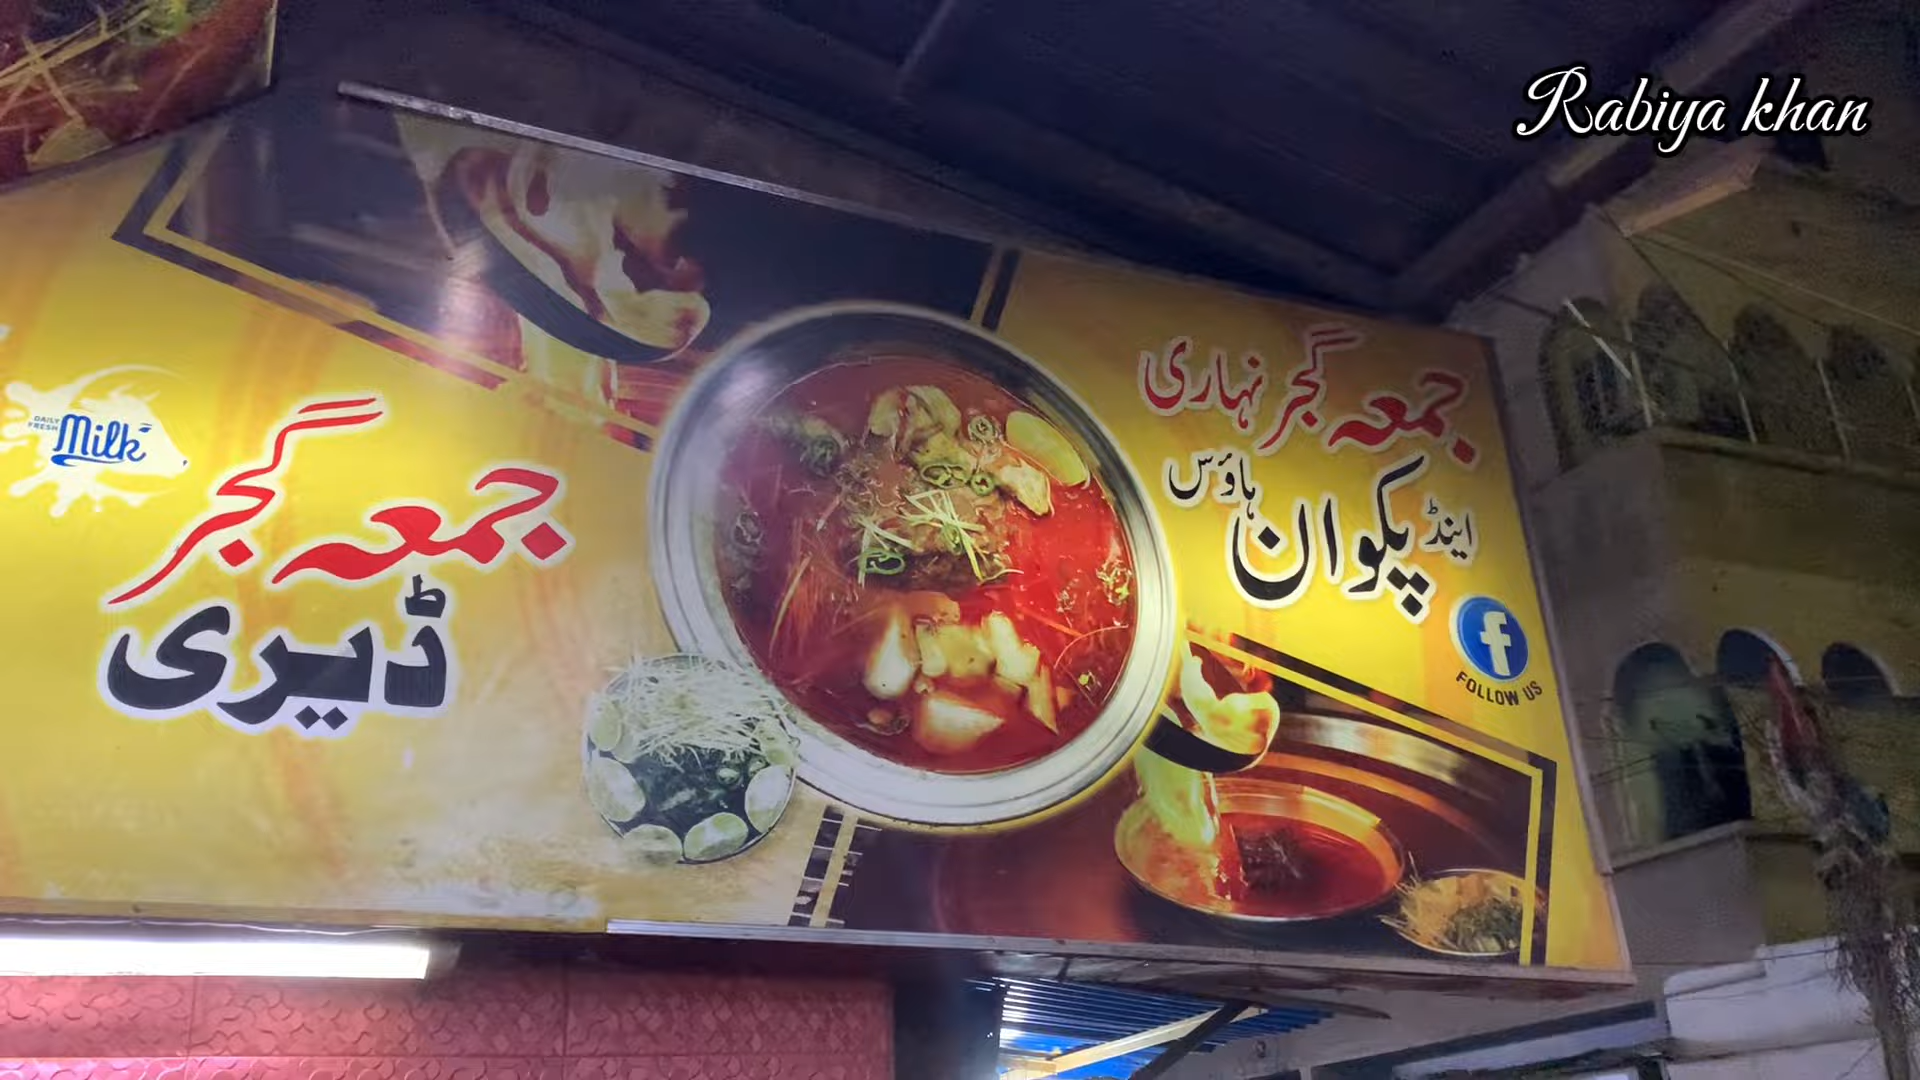 Rabiya khan
جمعہ گجر نہاری
اینڈ پکوان ہاؤس
FOLLOW US
DAILY
FRESH
Milk
جمعہ گجر
ڈیری